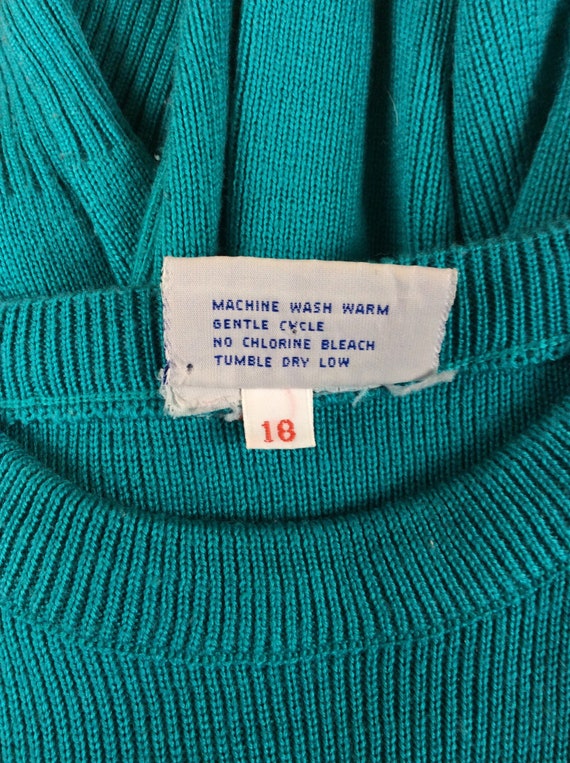 MACHINE WASH WARM
GENTLE CYCLE
NO CHLORINE BLEACH
TUMBLE DRY LOW
18